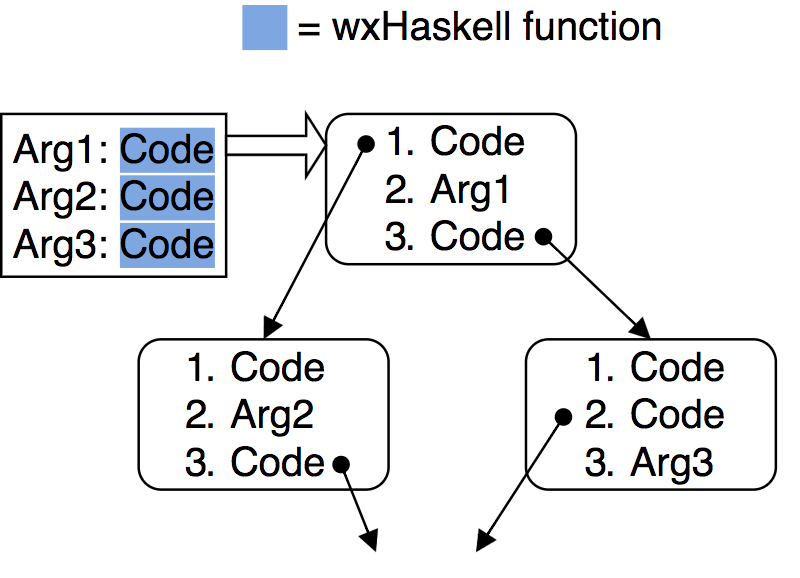 = wxHaskell function
Arg1: Code
Arg2: Code
Arg3: Code
1. Code
2. Arg1
3. Code
1. Code
2. Arg2
3. Code
1. Code
2. Code
3. Arg3